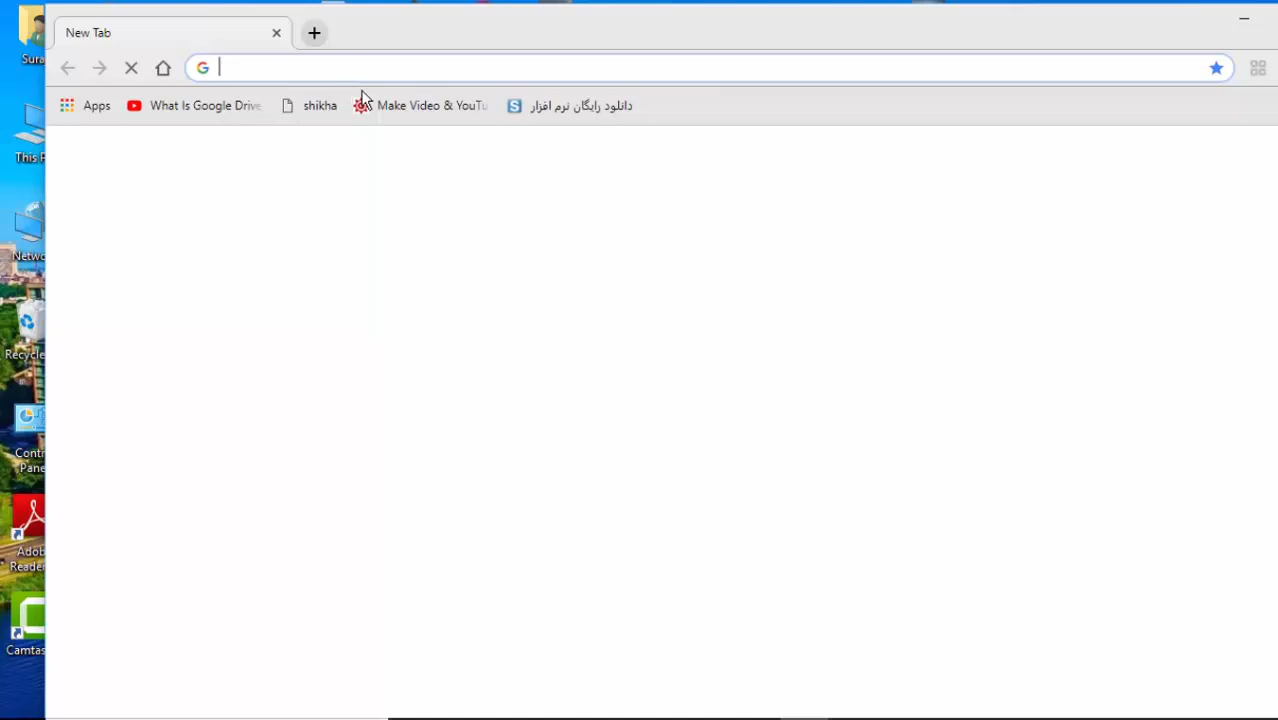 New Tab
Apps What Is Google Drive shikha Make Video & YouTu دانلود رایگان نرم افزار
Sura
This P
Netwo
Recycle
Contr
Pane
Adob
Reader
Camtas